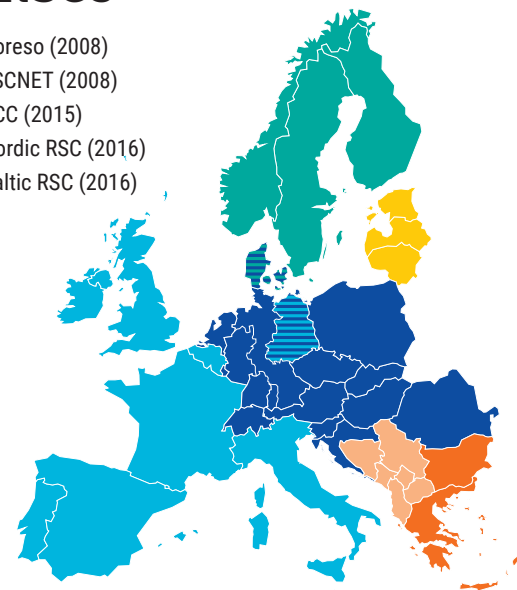 oreso (2008)
SCNET (2008)
CC (2015)
ordic RSC (2016)
altic RSC (2016)